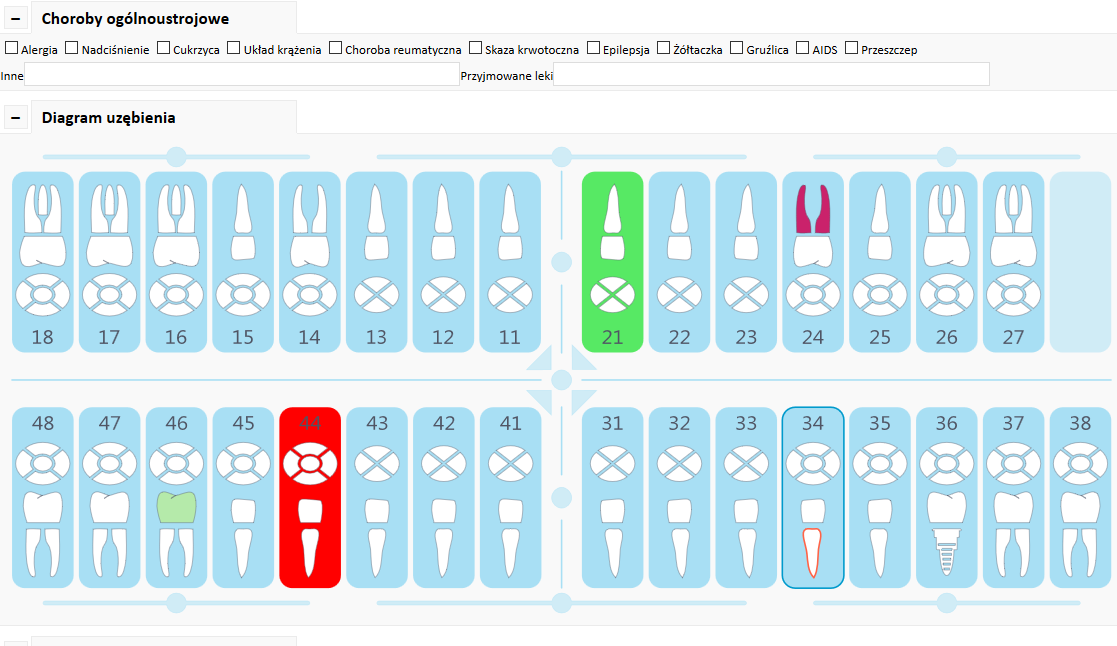 Choroby ogólnoustrojowe
Alergia Nadciśnienie Cukrzyca Układ krążenia Choroba reumatyczna Skaza krwotoczna Epilepsja Żółtaczka Gruźlica AIDS Przeszczep
Inne Przyjmowane leki
Diagram uzębienia
18 17 16 15 14 13 12 11 21 22 23 24 25 26 27
48 47 46 45 44 43 42 41 31 32 33 34 35 36 37 38